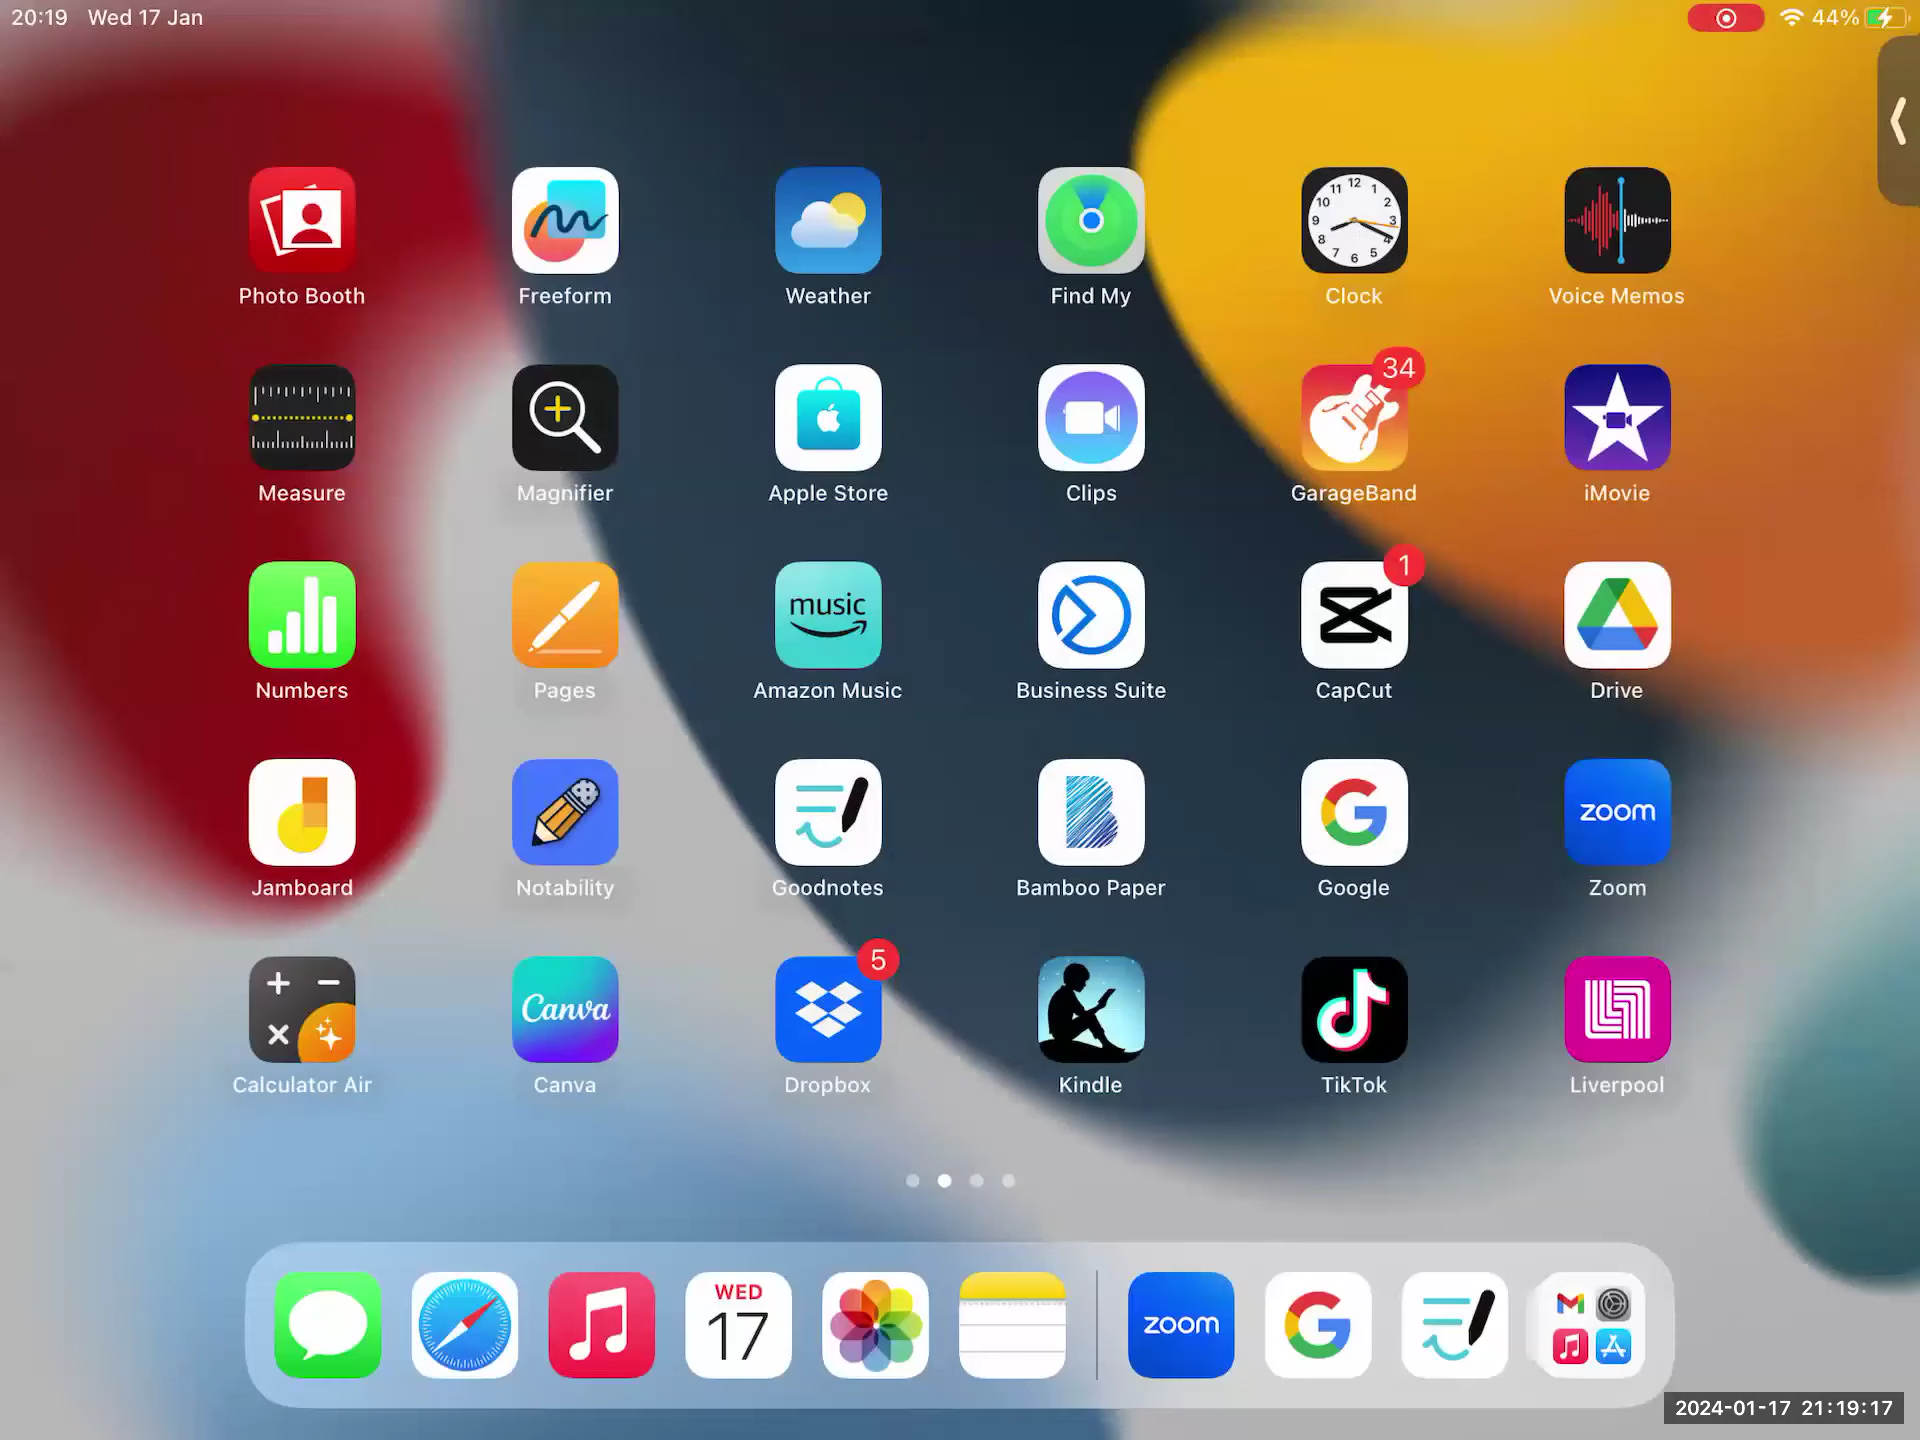 20:19 Wed 17 Jan 44%
Photo Booth Freeform Weather Find My Clock Voice Memos
34
Measure Magnifier Apple Store Clips GarageBand iMovie
music 1
Numbers Pages Amazon Music Business Suite CapCut Drive
zoom
Jamboard Notability Goodnotes Bamboo Paper Google Zoom
Canva 5
Calculator Air Canva Dropbox Kindle TikTok Liverpool
WED
17 zoom
2024-01-17 21:19:17